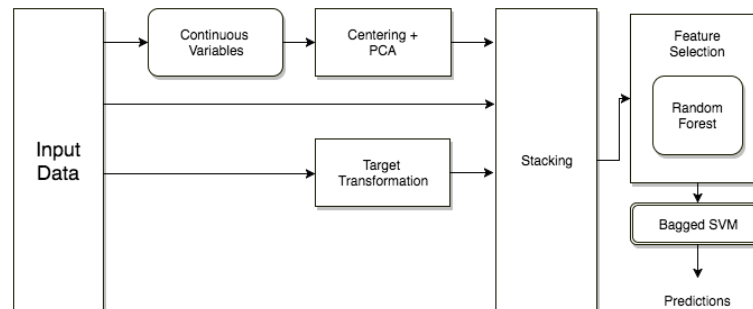 Input
Data
Continuous
Variables
Centering +
PCA
Target
Transformation
Stacking
Feature
Selection
Random
Forest
Bagged SVM
Predictions